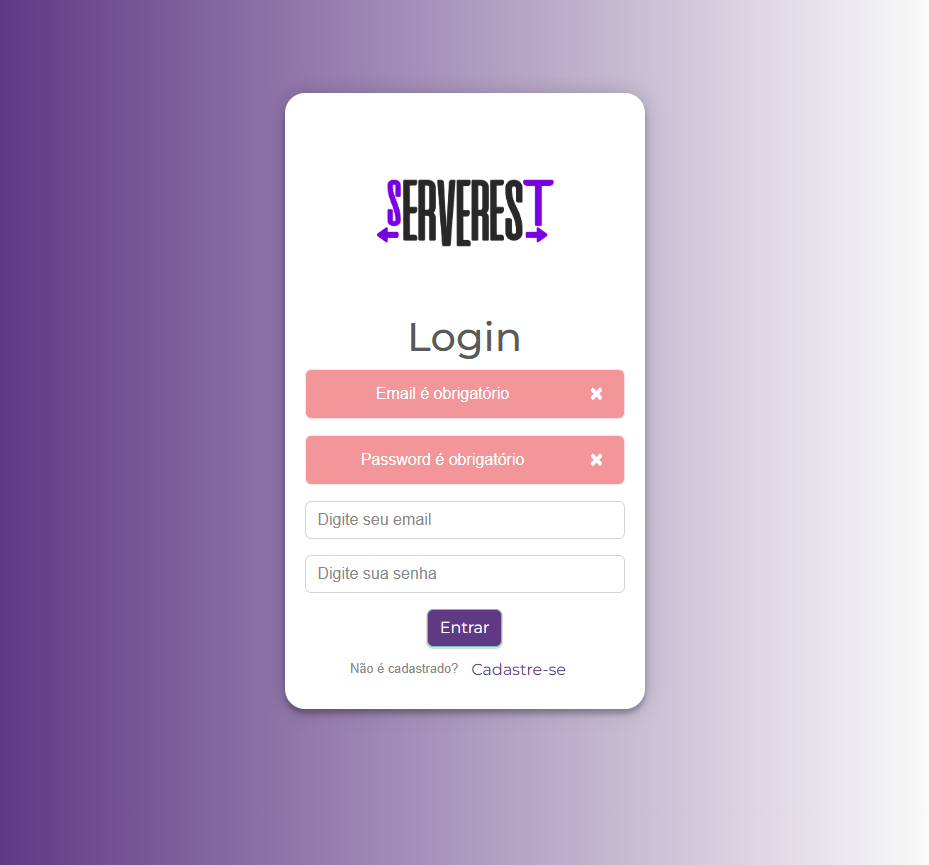 SERVEREST
Login
Email é obrigatório
Password é obrigatório
Digite seu email
Digite sua senha
Entrar
Não é cadastrado? Cadastre-se